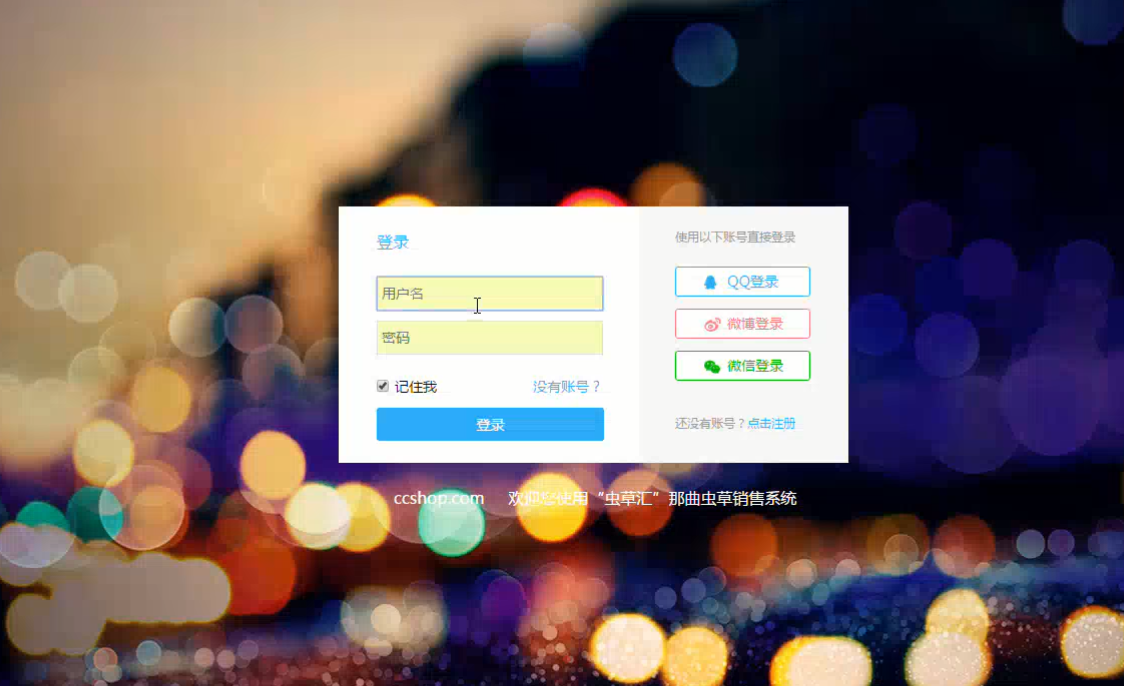 登录
用户名
密码
记住我 没有账号？
登录
使用以下账号直接登录
QQ登录
微博登录
微信登录
还没有账号？点击注册
ccshop.com 欢迎您使用“虫草汇”那曲虫草销售系统